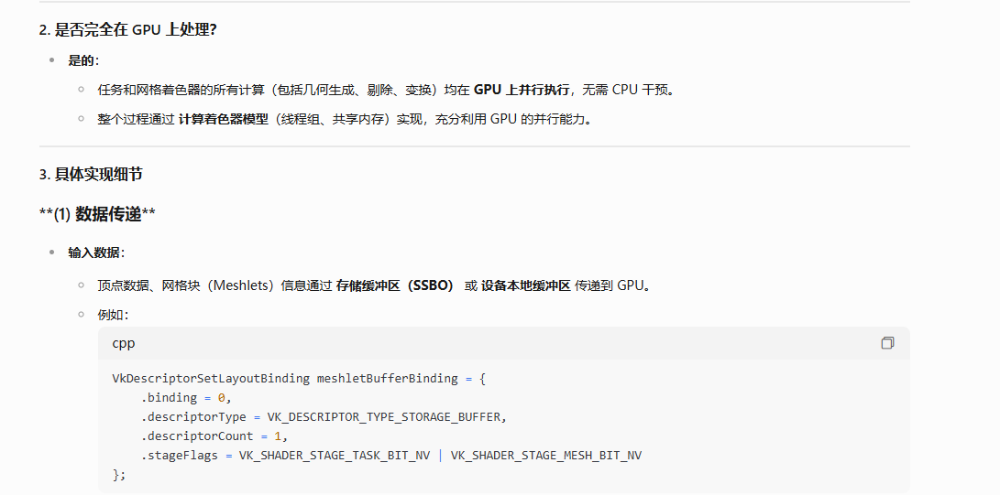 2. 是否完全在 GPU 上处理？
是的：
任务和网格着色器的所有计算（包括几何生成、剔除、变换）均在 GPU 上并行执行，无需 CPU 干预。
整个过程通过 计算着色器模型（线程组、共享内存）实现，充分利用 GPU 的并行能力。
3. 具体实现细节
**(1) 数据传递**
输入数据：
顶点数据、网格块（Meshlets）信息通过 存储缓冲区（SSBO） 或 设备本地缓冲区 传递到 GPU。
例如：
cpp
VkDescriptorSetLayoutBinding meshletBufferBinding = {
    .binding = 0,
    .descriptorType = VK_DESCRIPTOR_TYPE_STORAGE_BUFFER,
    .descriptorCount = 1,
    .stageFlags = VK_SHADER_STAGE_TASK_BIT_NV | VK_SHADER_STAGE_MESH_BIT_NV
};